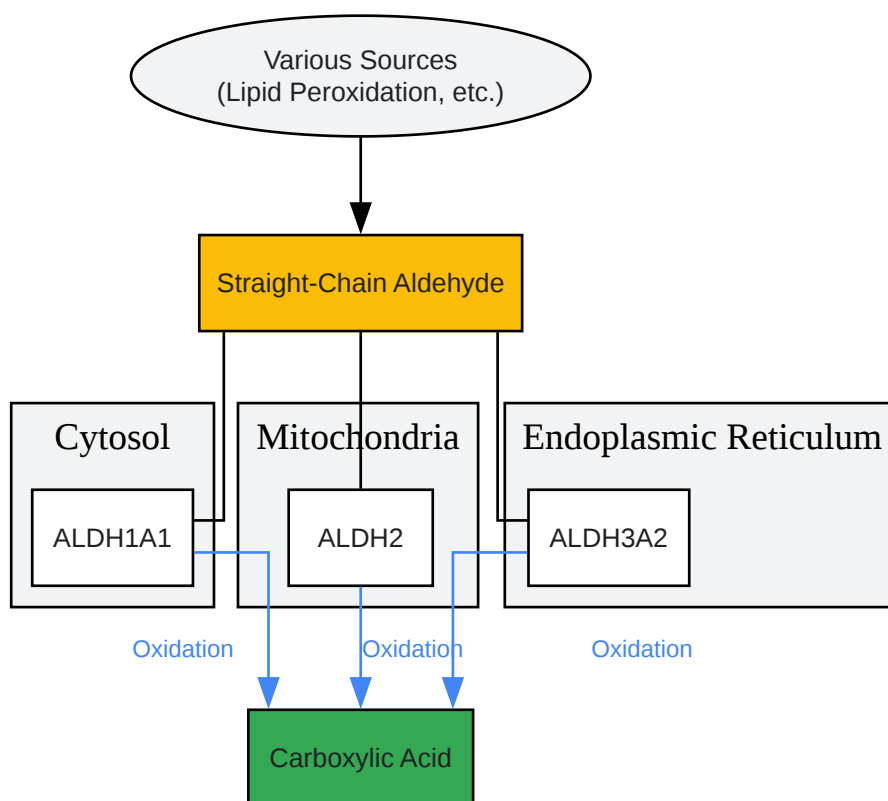 Various Sources
(Lipid Peroxidation, etc.)
Straight-Chain Aldehyde
Cytosol
Mitochondria
Endoplasmic Reticulum
ALDH1A1
ALDH2
ALDH3A2
Oxidation
Oxidation
Oxidation
Carboxylic Acid